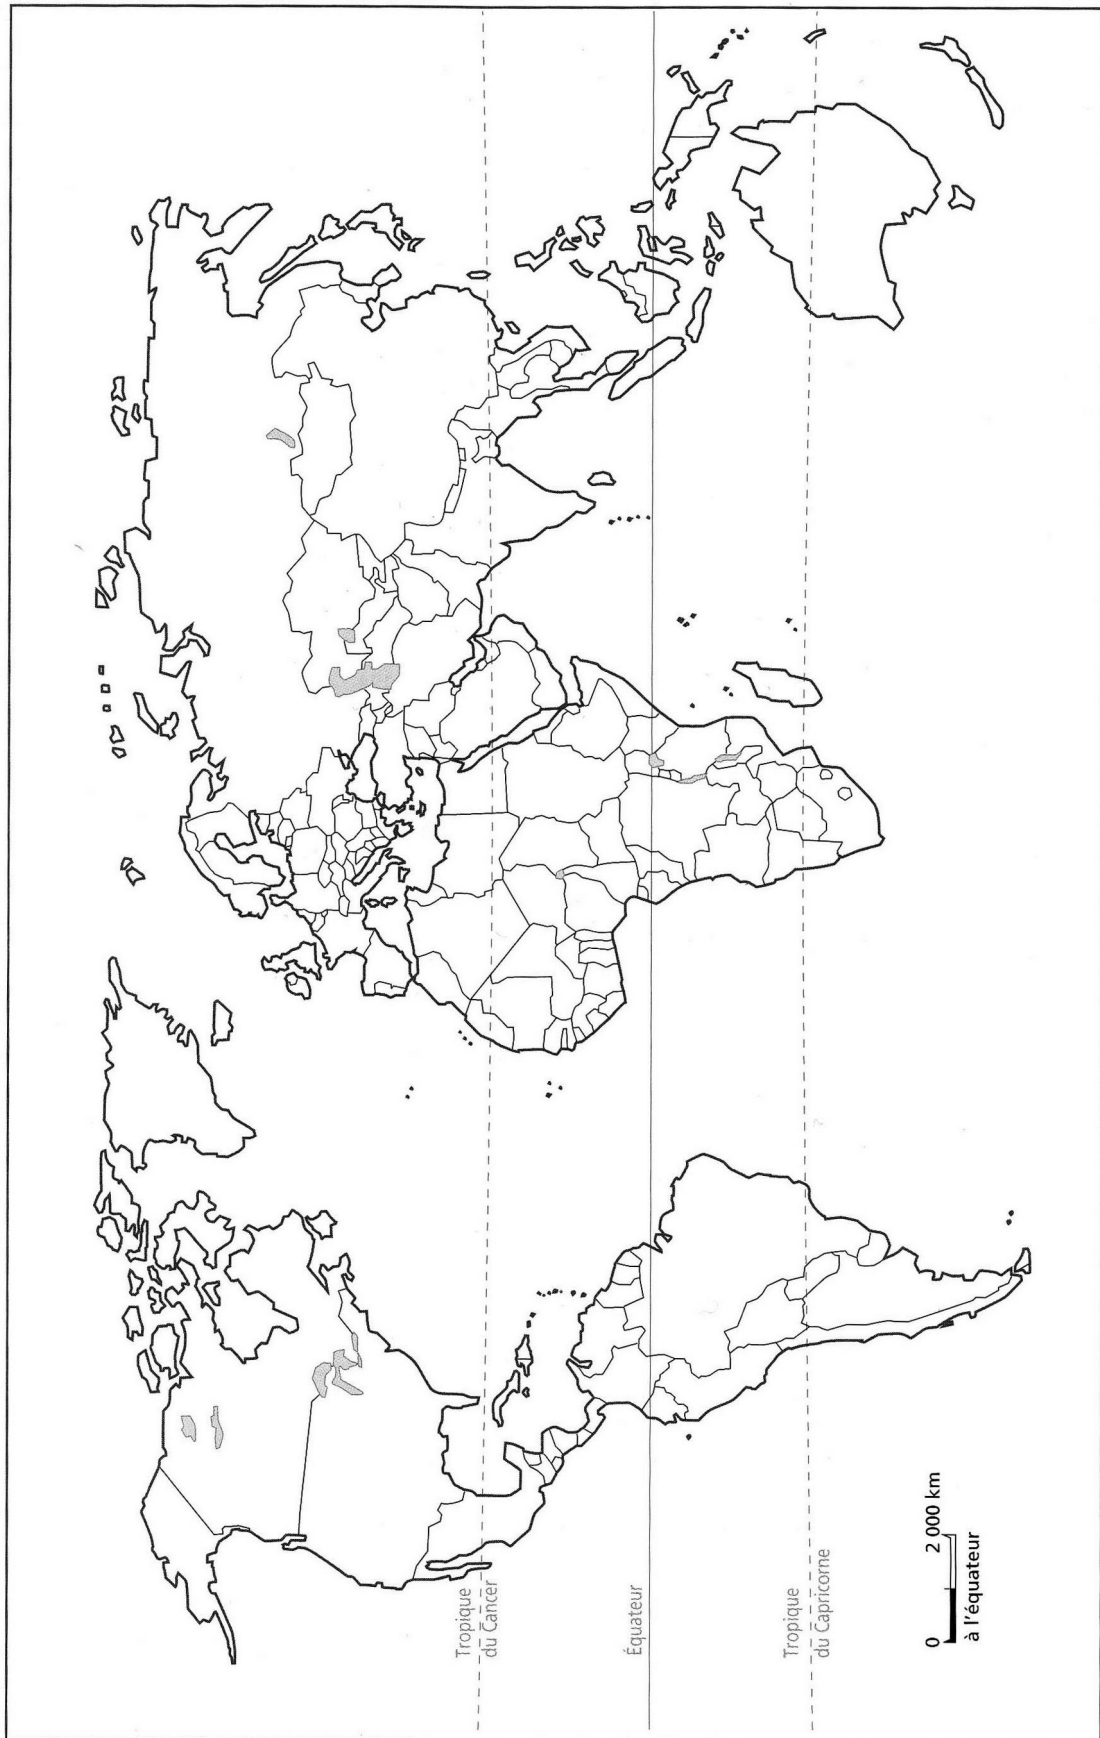 Tropique
du Cancer
Équateur
Tropique
du Capricorne
0 2 000 km
à l'équateur